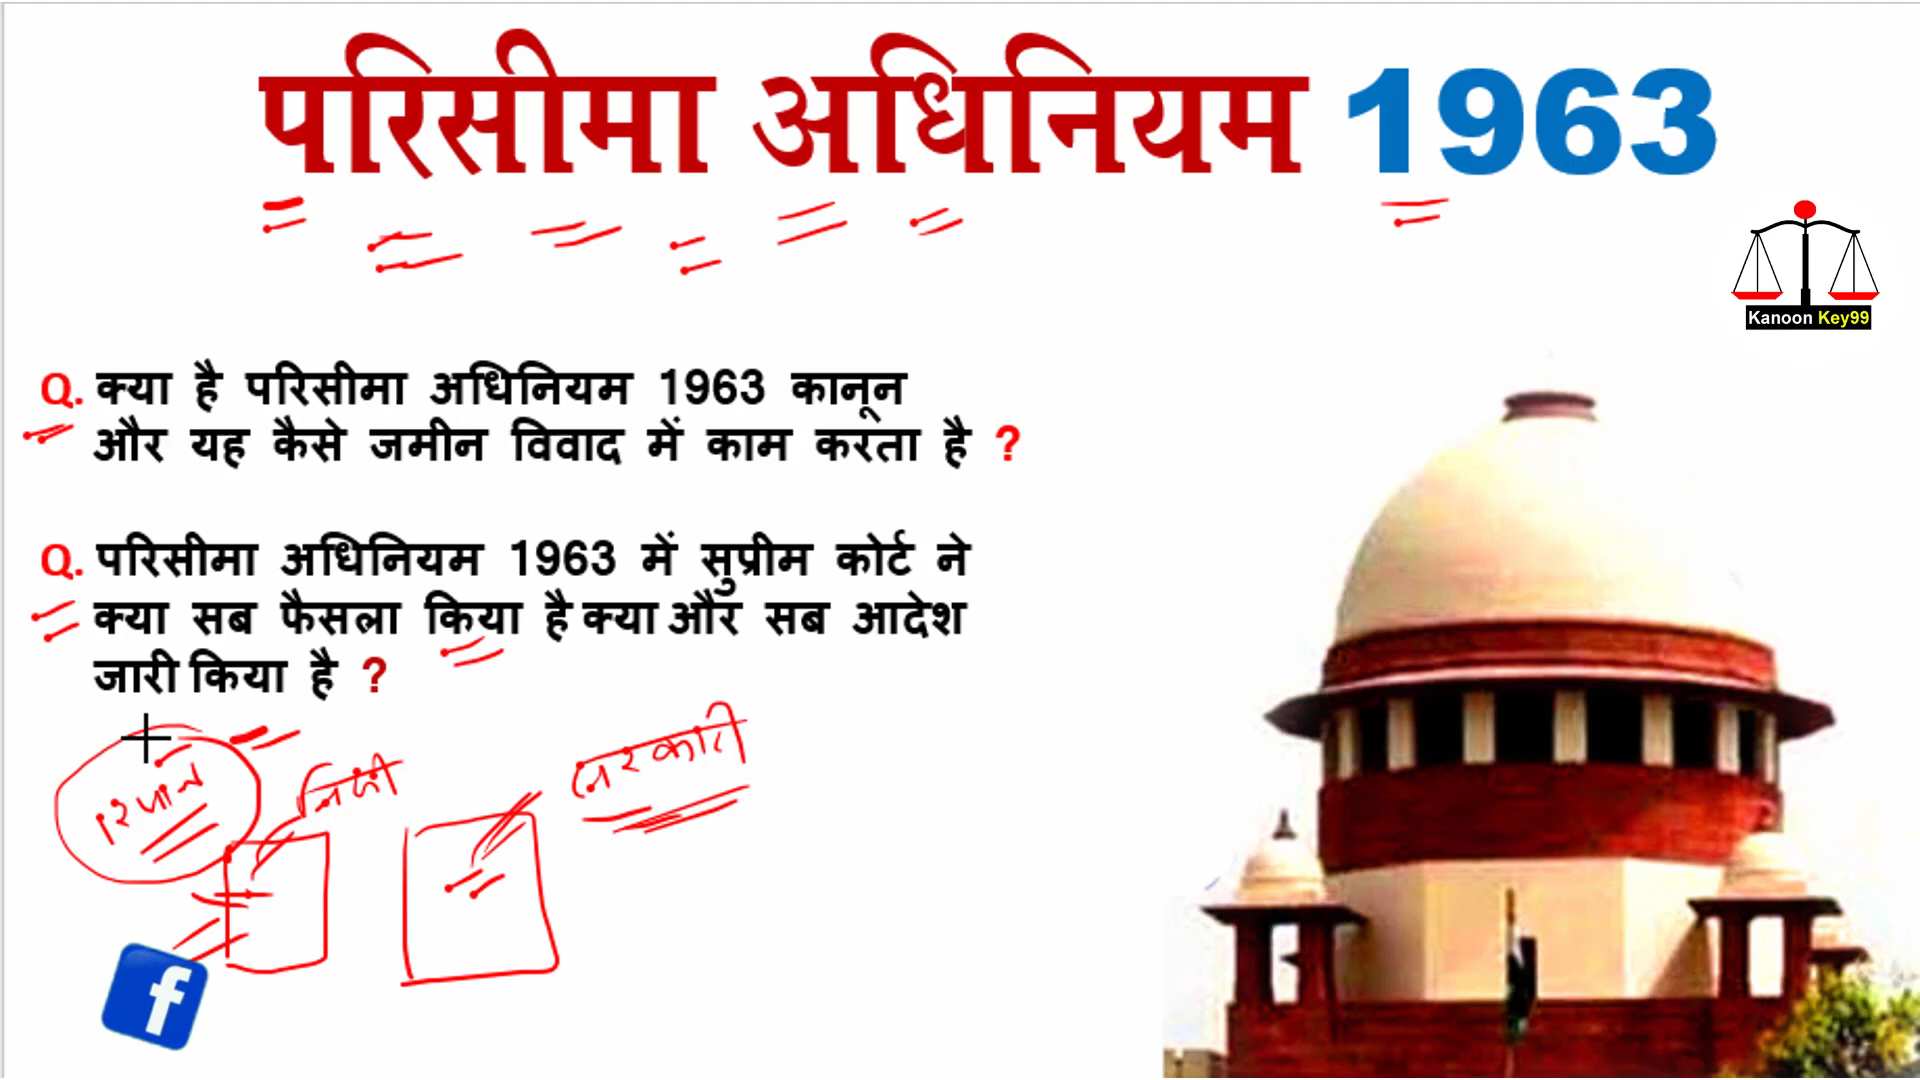 परिसीमा अधिनियम 1963
Kanoon Key99
Q. क्या है परिसीमा अधिनियम 1963 कानून
और यह कैसे जमीन विवाद में काम करता है ?
Q. परिसीमा अधिनियम 1963 में सुप्रीम कोर्ट ने
क्या सब फैसला किया है क्या और सब आदेश
जारी किया है ?
सरकारी
f